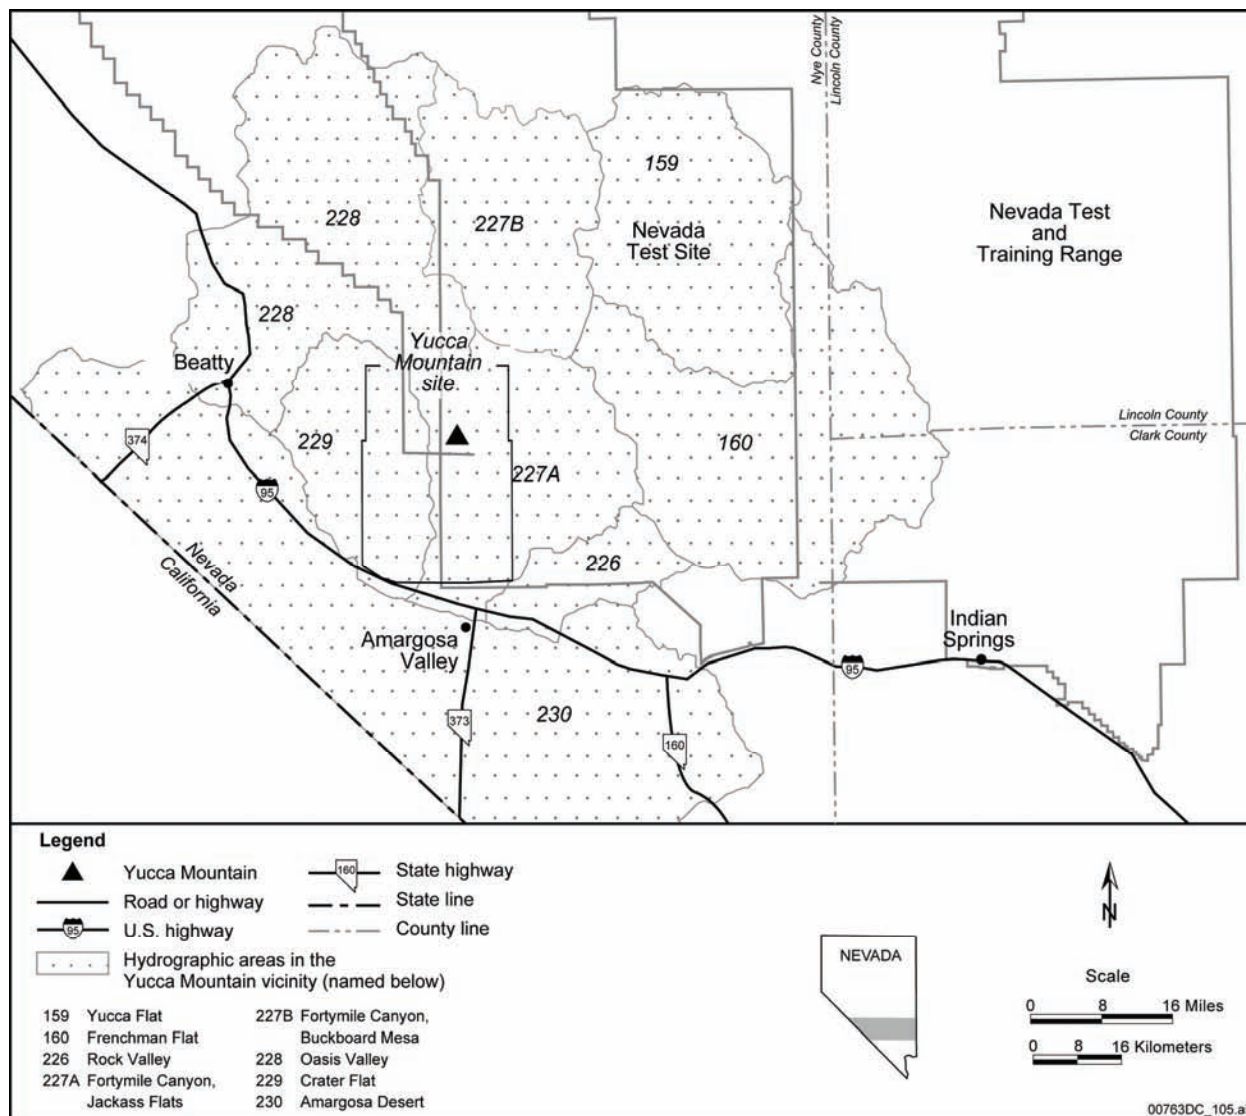 Nye County
Lincoln County
159
228
227B
Nevada
Test Site
Nevada Test
and
Training Range
228
Yucca
Mountain
site
Beatty
Lincoln County
Clark County
374
229
160
227A
95
Nevada
California
226
Indian
Springs
Amargosa
Valley
95
373
230
160
Legend
Yucca Mountain
Road or highway
95
U.S. highway
160
State highway
State line
County line
Hydrographic areas in the
Yucca Mountain vicinity (named below)
159 Yucca Flat
160 Frenchman Flat
226 Rock Valley
227A Fortymile Canyon,
Jackass Flats
227B Fortymile Canyon,
Buckboard Mesa
228 Oasis Valley
229 Crater Flat
230 Amargosa Desert
NEVADA
N
Scale
0 8 16 Miles
0 8 16 Kilometers
00763DC_105.a